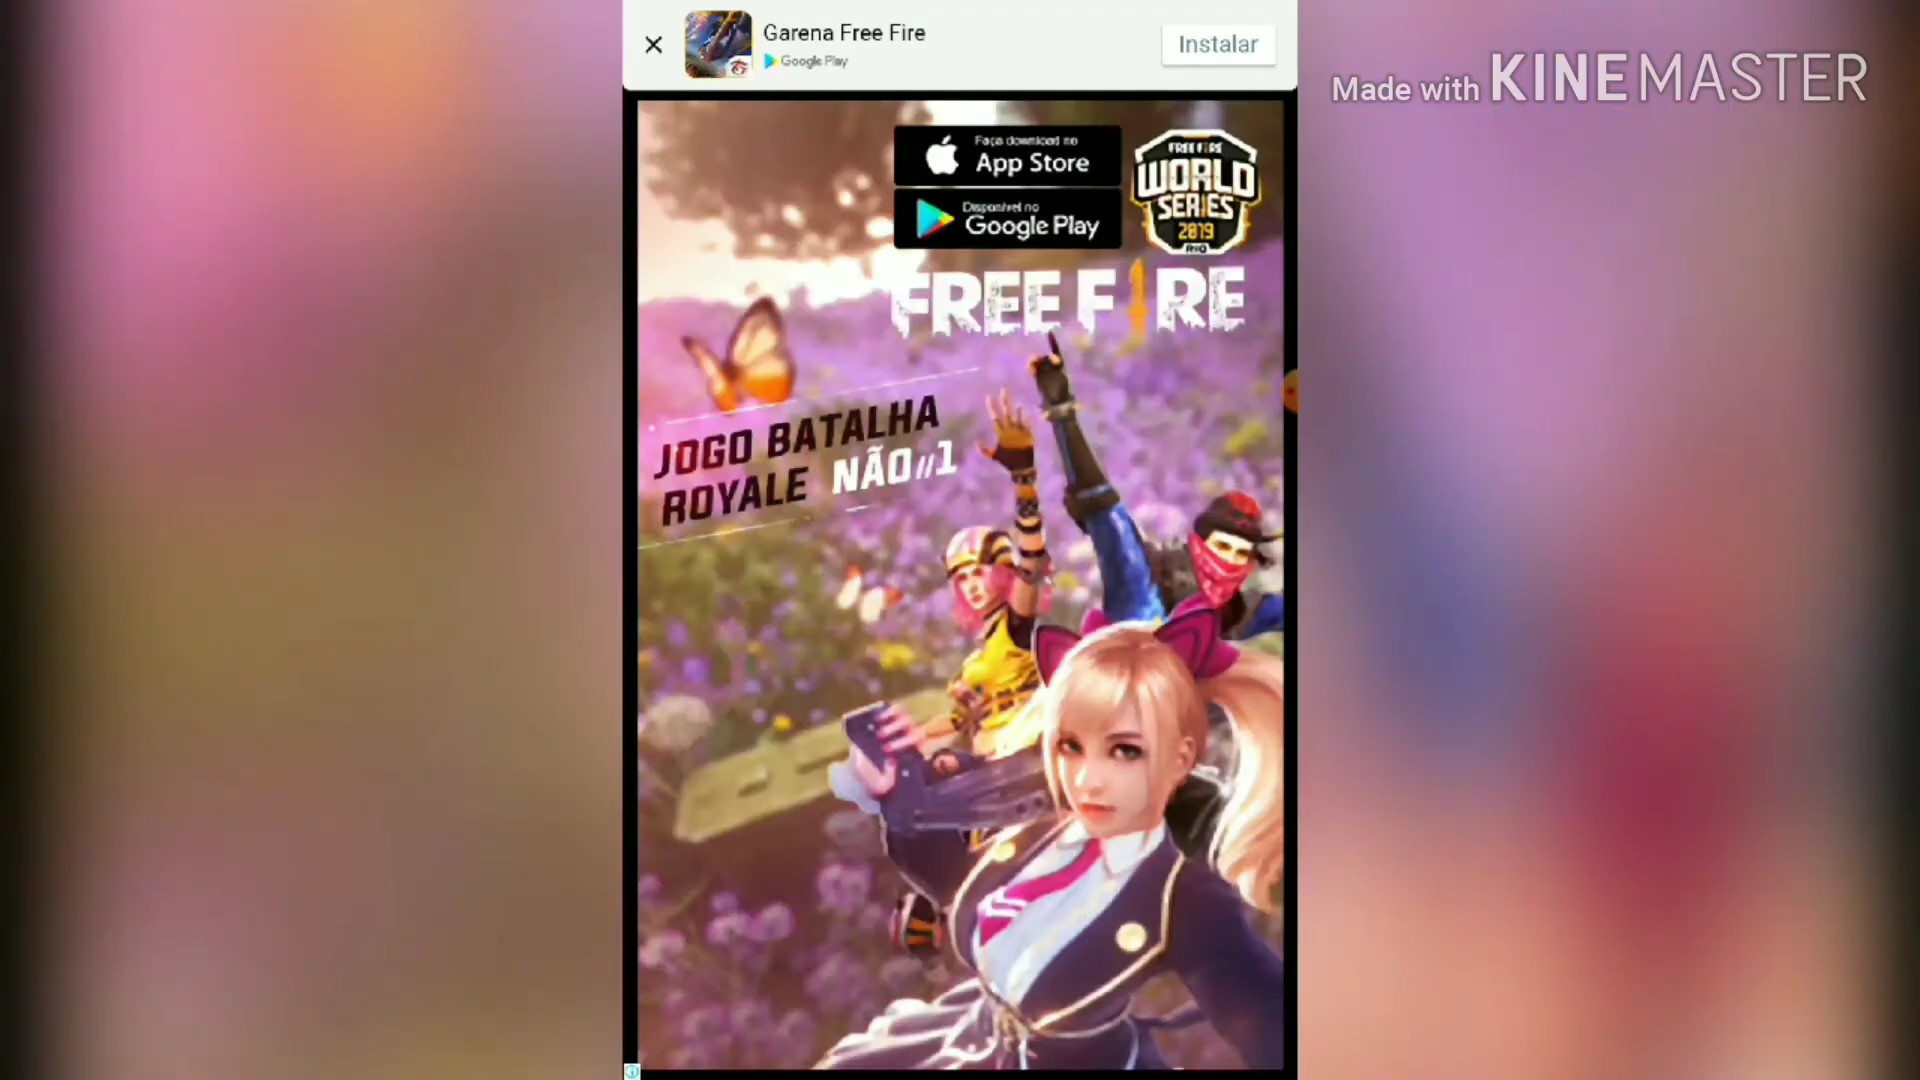 Garena Free Fire
Google Play
Instalar
Made with KINEMASTER
Faça download no
App Store
Disponível no
Google Play
FREE FIRE
WORLD
SERIES
2019
RIO
FREE FIRE
JOGO BATALHA
ROYALE NÃO//1